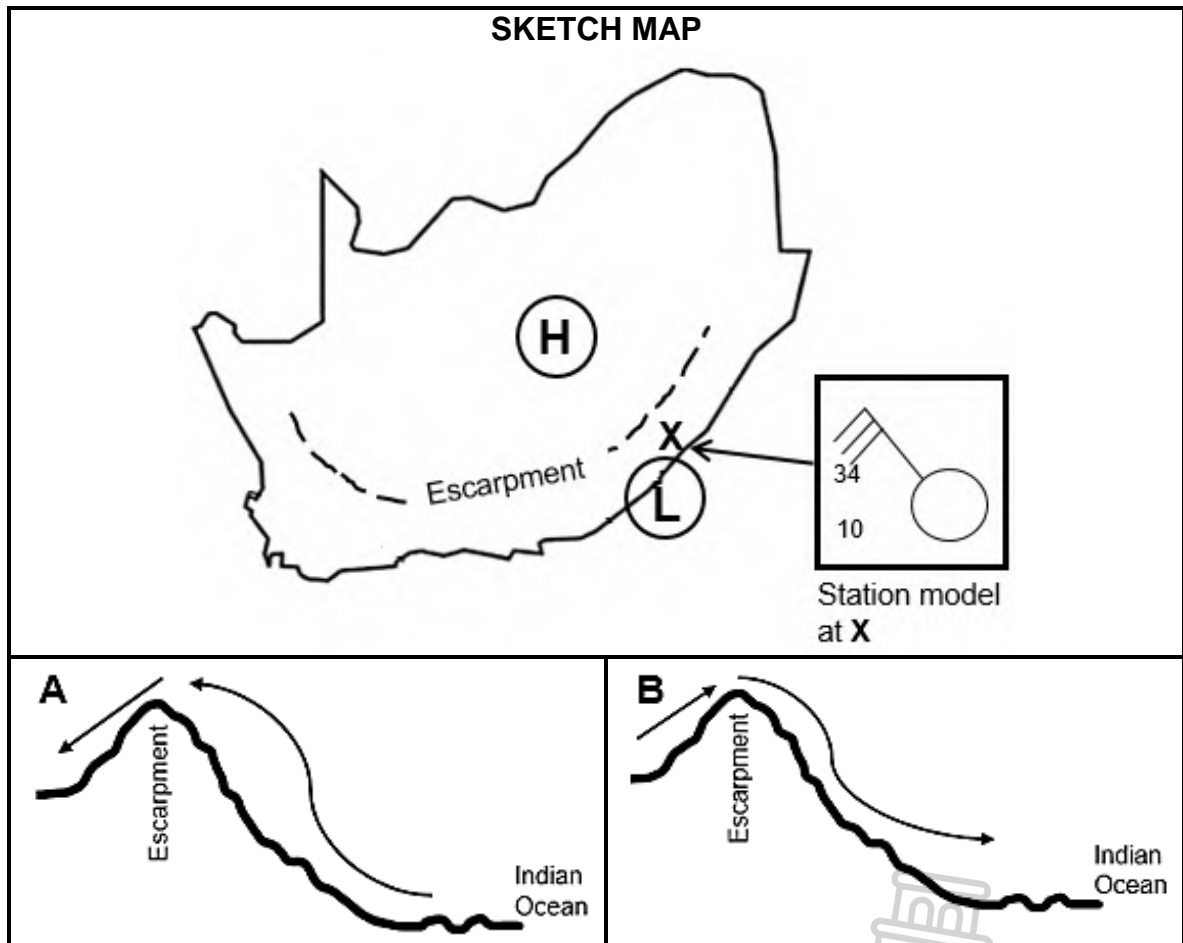 SKETCH MAP
H
X
Escarpment
L
34
10
Station model
at X
A
Escarpment
Indian
Ocean
B
Escarpment
Indian
Ocean